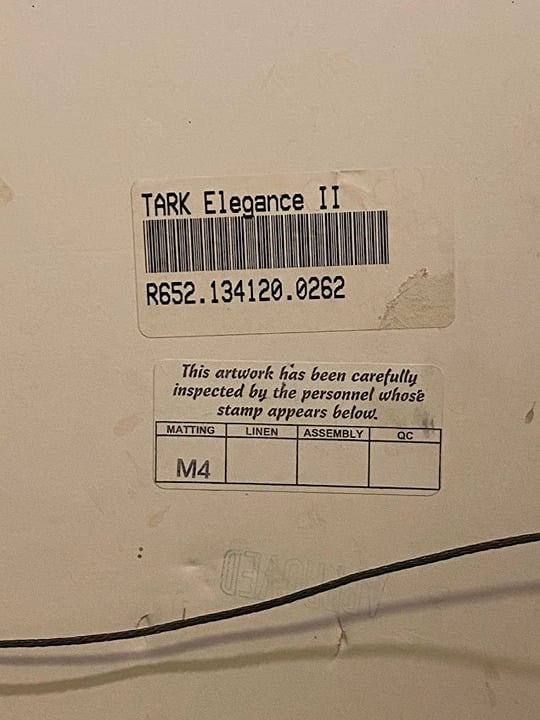 TARK Elegance II
R652.134120.0262
This artwork has been carefully
inspected by the personnel whose
stamp appears below.
MATTING LINEN ASSEMBLY QC
M4